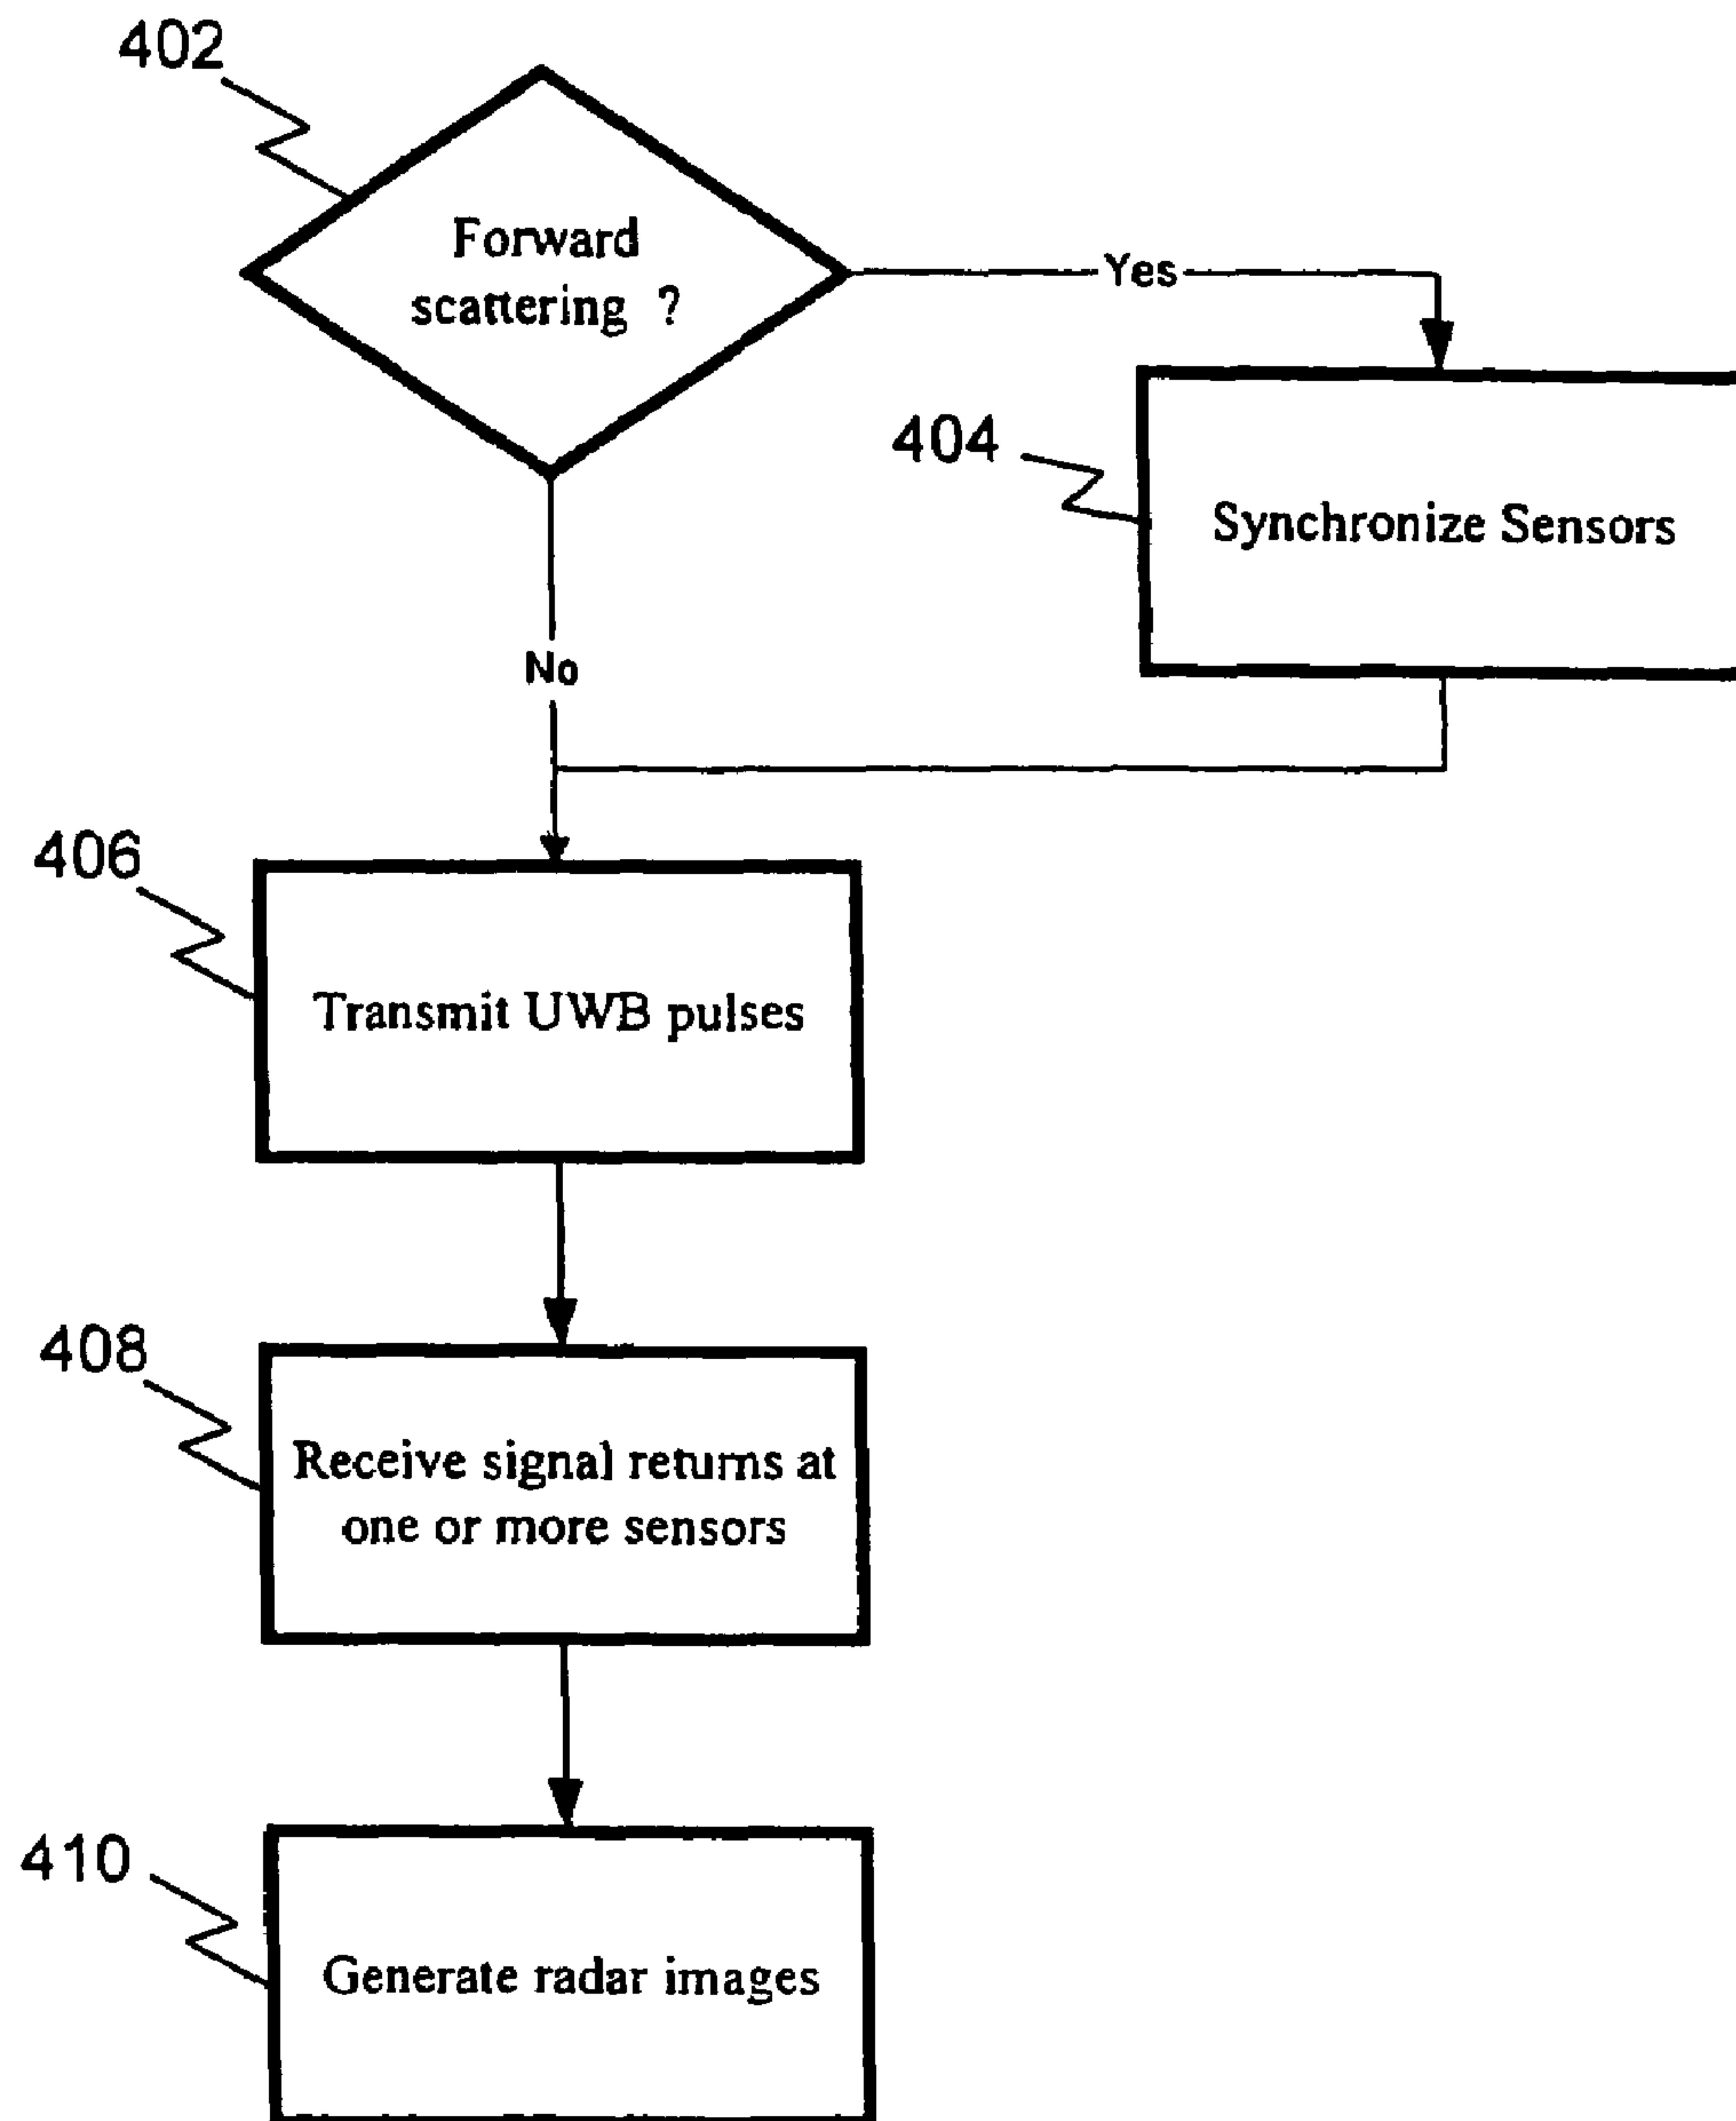 402
Forward
scattering ?
Yes
404
Synchronize Sensors
No
406
Transmit UWB pulses
408
Receive signal returns at
one or more sensors
410
Generate radar images